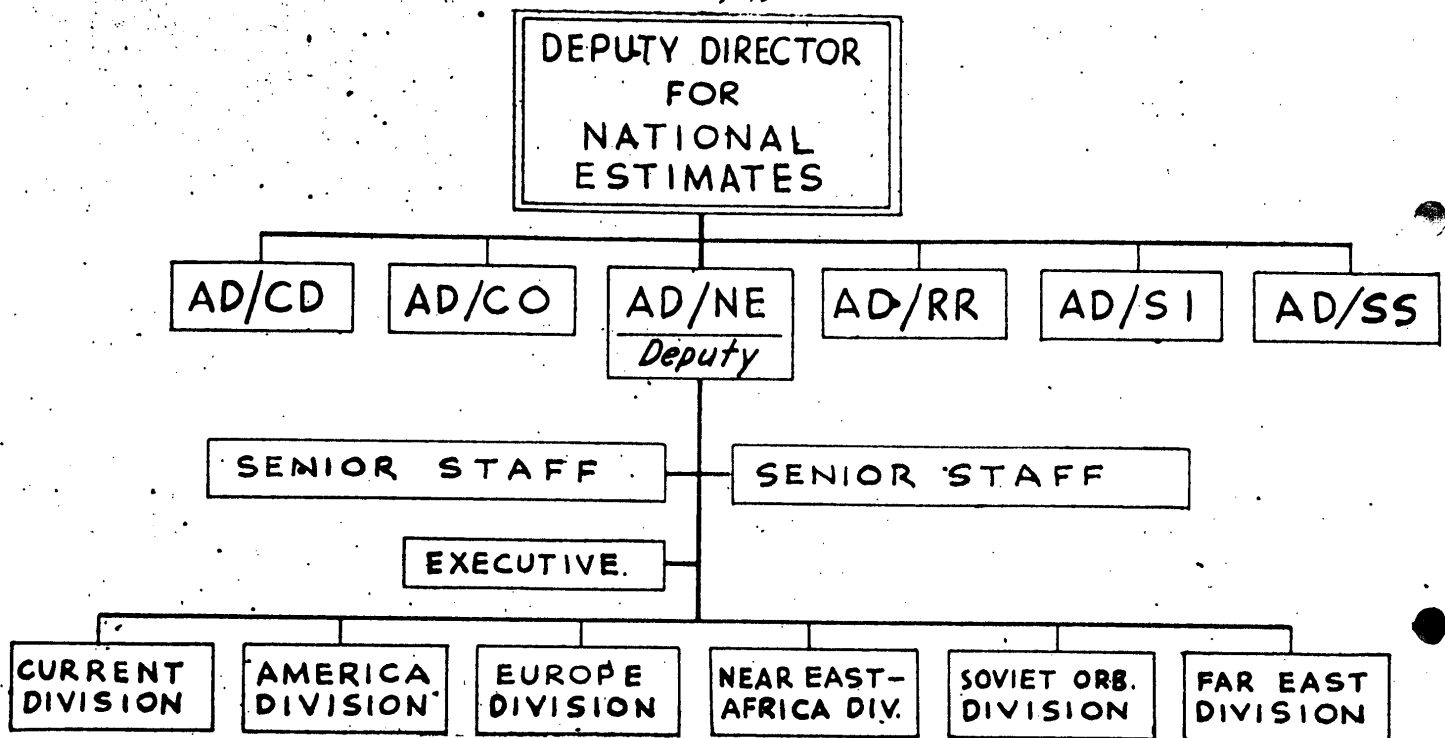 DEPUTY DIRECTOR
FOR
NATIONAL
ESTIMATES
AD/CD
AD/CO
AD/NE
Deputy
AD/RR
AD/SI
AD/SS
SENIOR STAFF
SENIOR STAFF
EXECUTIVE.
CURRENT
DIVISION
AMERICA
DIVISION
EUROPE
DIVISION
NEAR EAST-
AFRICA DIV.
SOVIET ORB.
DIVISION
FAR EAST
DIVISION